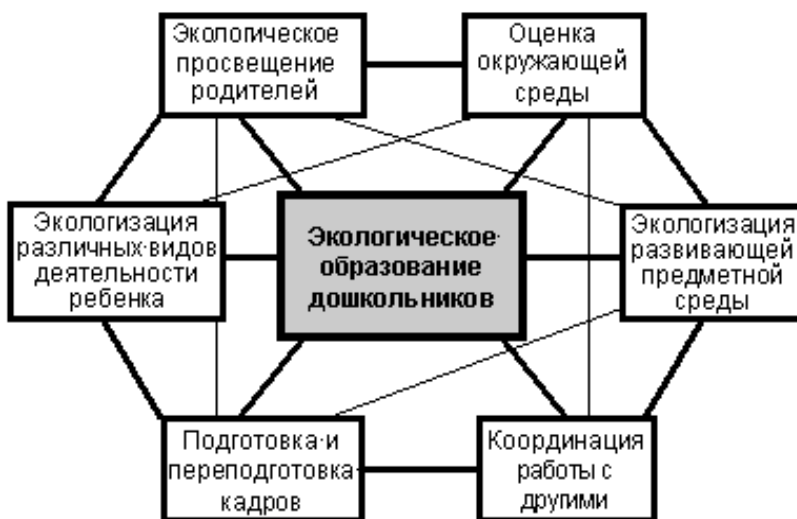 Экологическое
просвещение
родителей
Оценка
окружающей
среды
Экологизация
различных·видов
деятельности
ребенка
Экологическое·
образование
дошкольников
Экологизация
развивающей
предметной
среды
Подготовка·и
переподготовка·
кадров
Координация
работы с
другими